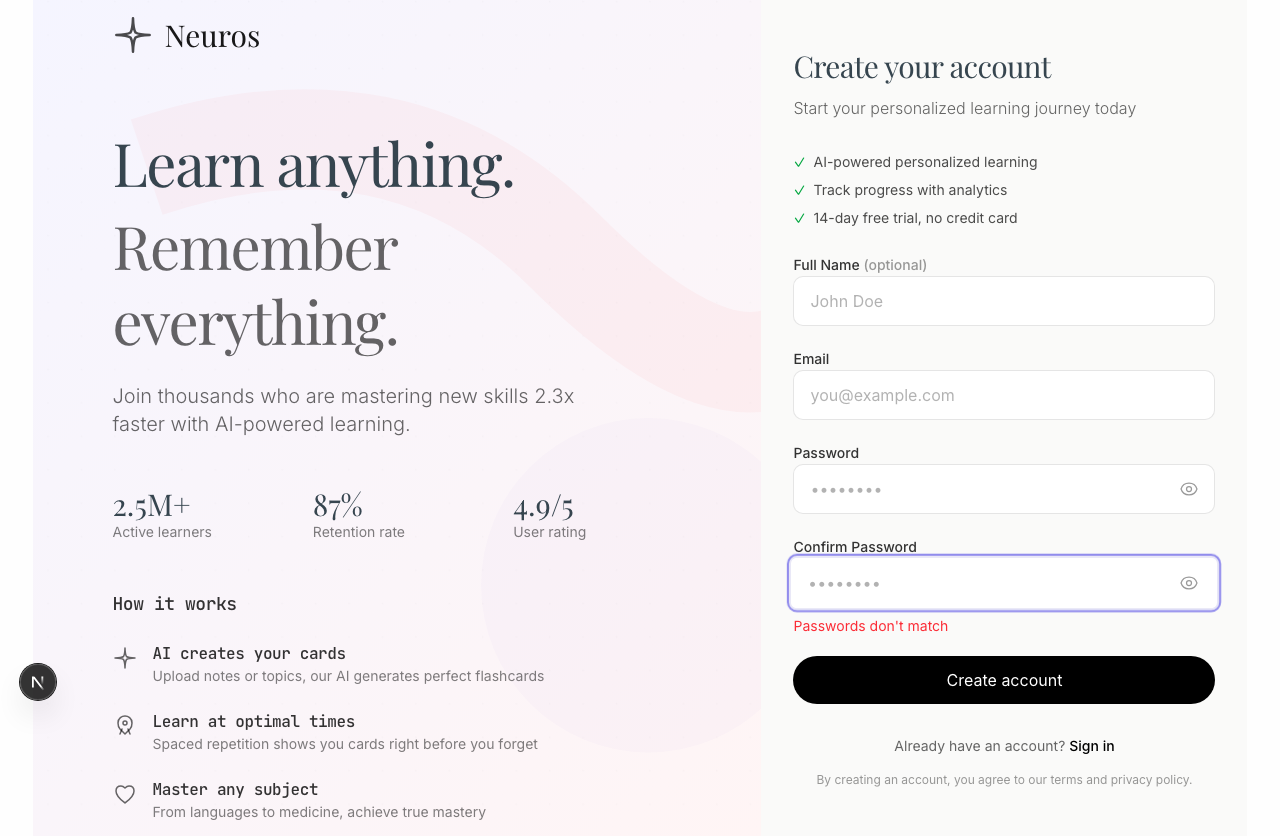 Neuros
Learn anything.
Remember
everything.
Join thousands who are mastering new skills 2.3x
faster with AI-powered learning.
2.5M+
Active learners
87%
Retention rate
4.9/5
User rating
How it works
AI creates your cards
Upload notes or topics, our AI generates perfect flashcards
Learn at optimal times
Spaced repetition shows you cards right before you forget
Master any subject
From languages to medicine, achieve true mastery
N
Create your account
Start your personalized learning journey today
AI-powered personalized learning
Track progress with analytics
14-day free trial, no credit card
Full Name (optional)
John Doe
Email
you@example.com
Password
••••••••
Confirm Password
••••••••
Passwords don't match
Create account
Already have an account? Sign in
By creating an account, you agree to our terms and privacy policy.